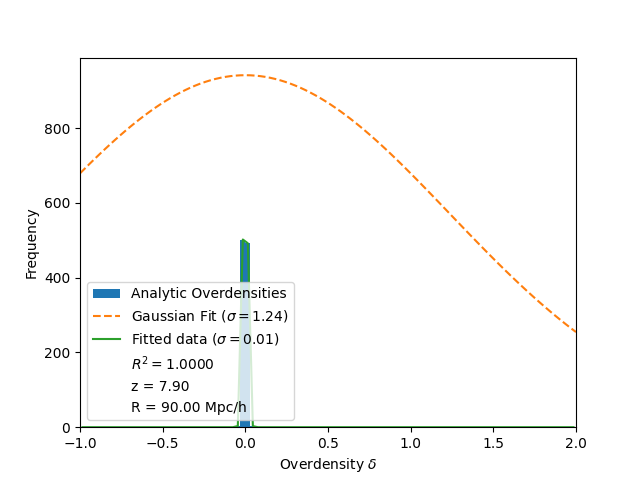 800
600
400
200
0
Frequency
Analytic Overdensities
Gaussian Fit (σ = 1.24)
Fitted data (σ = 0.01)
R² = 1.0000
z = 7.90
R = 90.00 Mpc/h
−1.0 −0.5 0.0 0.5 1.0 1.5 2.0
Overdensity δ